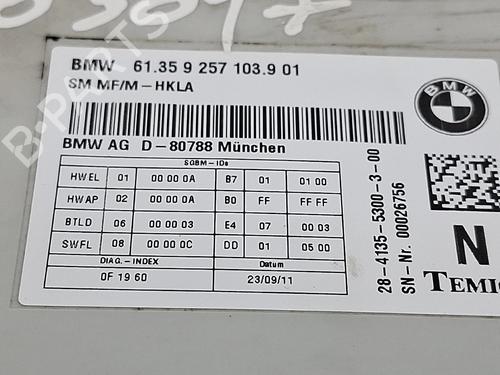 BMW 61.35 9 257 103.9 01
SM MF/M-HKLA
BMW AG D-80788 München
SGBM-IDs
HWEL 01 00 00 0A B7 01 01 00
HWAP 02 00 00 0A B0 FF FF FF
BTLD 06 00 00 03 E4 07 00 03
SWFL 08 00 00 0C DD 01 05 00
DIAG.-INDEX Datum
0F 19 60 23/09/11
BMW
28-4135-5300-3-00
SN-Nr. 00026756
N
B-PARTS